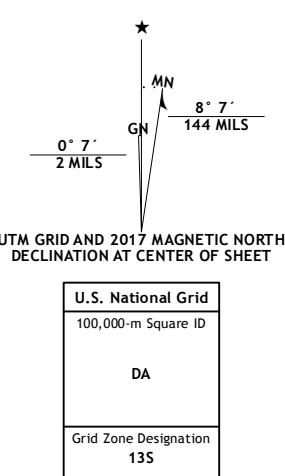 ★
MN
8° 7´
144 MILS
GN
0° 7´
2 MILS
UTM GRID AND 2017 MAGNETIC NORTH
DECLINATION AT CENTER OF SHEET
U.S. National Grid
100,000-m Square ID
DA
Grid Zone Designation
13S